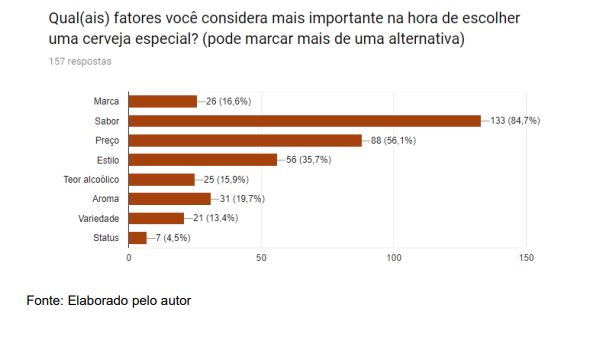 Qual(ais) fatores você considera mais importante na hora de escolher
uma cerveja especial? (pode marcar mais de uma alternativa)
157 respostas
Marca 26 (16,6%)
Sabor 133 (84,7%)
Preço 88 (56,1%)
Estilo 56 (35,7%)
Teor alcoólico 25 (15,9%)
Aroma 31 (19,7%)
Variedade 21 (13,4%)
Status 7 (4,5%)
0 50 100 150
Fonte: Elaborado pelo autor